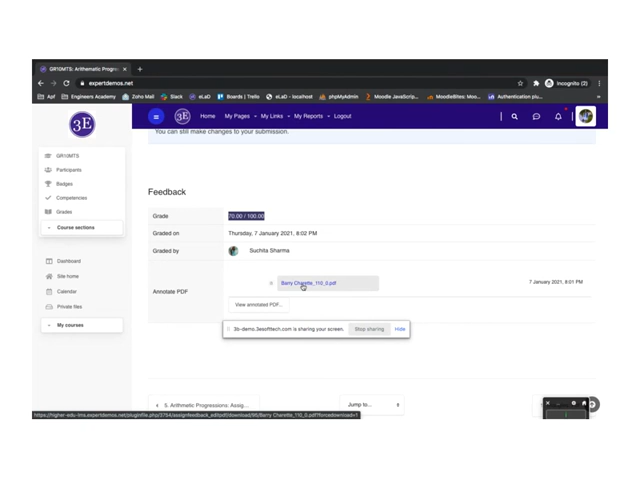 GR10MTS: Arithematic Progre
expertdemos.net
Incognito (2)
Apf
Engineers Academy
Zoho Mail
Slack
eLaD
Boards | Trello
eLaD - localhost
phpMyAdmin
Moodle JavaScrip...
MoodleBites: Moo...
Authentication plu...
3E
3E
Home
My Pages
My Links
My Reports
Logout
You can still make changes to your submission.
GR10MTS
Participants
Badges
Competencies
Grades
Course sections
Dashboard
Site home
Calendar
Private files
My courses
Feedback
Grade
70.00 / 100.00
Graded on
Thursday, 7 January 2021, 8:02 PM
Graded by
Suchita Sharma
Annotate PDF
Barry Charette_110_0.pdf
7 January 2021, 8:01 PM
View annotated PDF...
3e-demo.3esofttech.com is sharing your screen.
Stop sharing
Hide
5. Arithmetic Progressions: Assig...
Jump to...